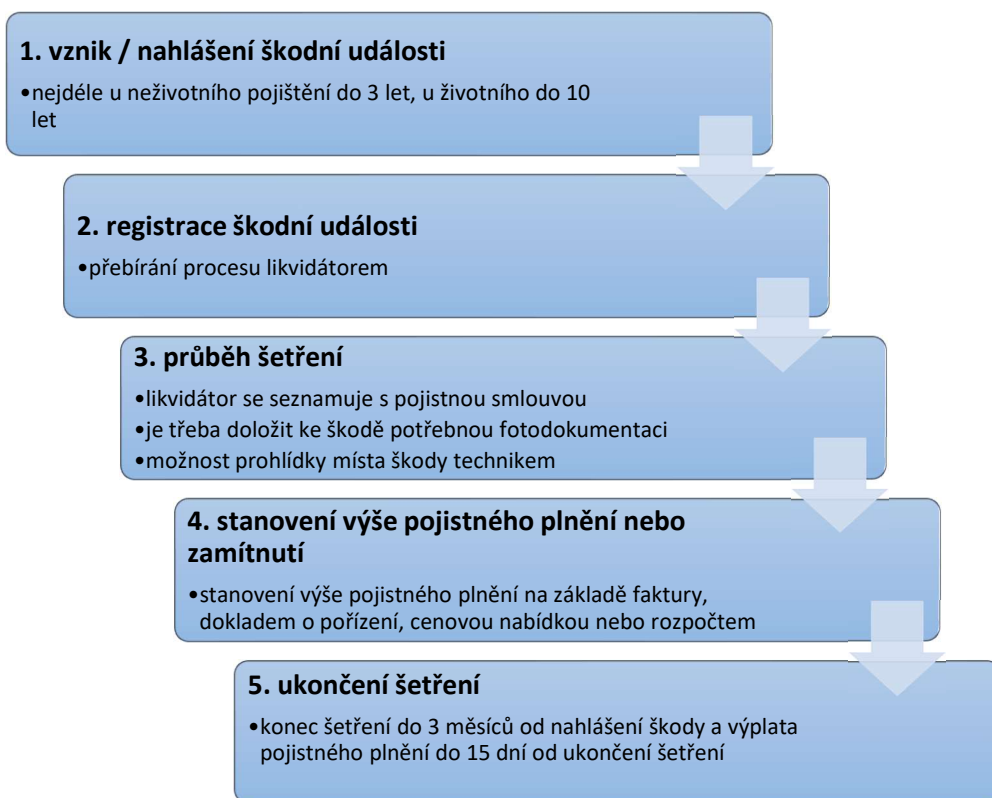 1. vznik / nahlášení škodní události
•nejdéle u neživotního pojištění do 3 let, u životního do 10
let
2. registrace škodní události
•přebírání procesu likvidátorem
3. průběh šetření
•likvidátor se seznamuje s pojistnou smlouvou
•je třeba doložit ke škodě potřebnou fotodokumentaci
•možnost prohlídky místa škody technikem
4. stanovení výše pojistného plnění nebo
zamítnutí
•stanovení výše pojistného plnění na základě faktury,
dokladem o pořízení, cenovou nabídkou nebo rozpočtem
5. ukončení šetření
•konec šetření do 3 měsíců od nahlášení škody a výplata
pojistného plnění do 15 dní od ukončení šetření